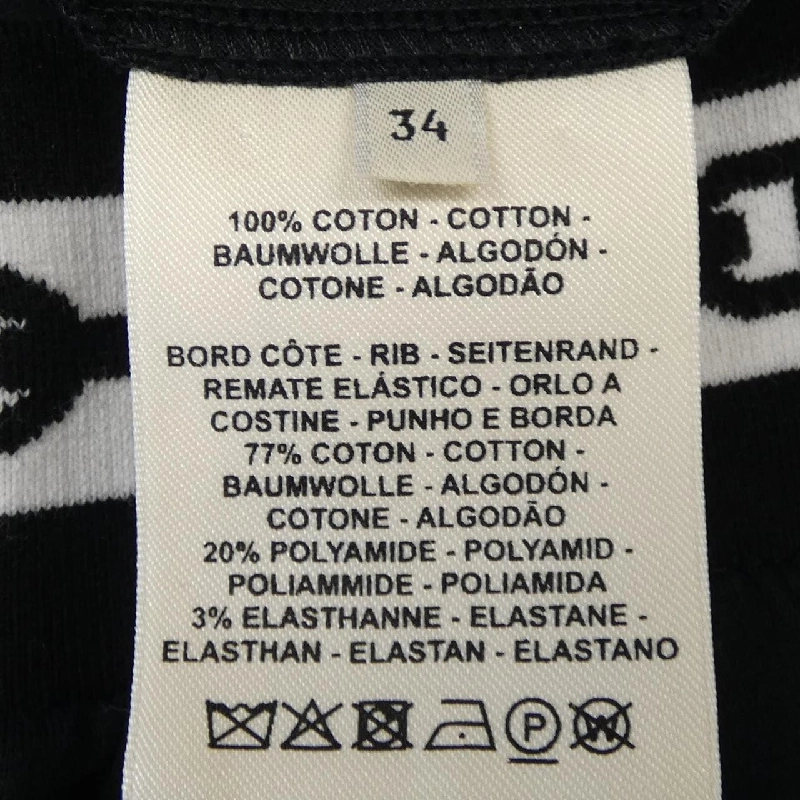 34
100% COTON - COTTON -
BAUMWOLLE - ALGODÓN -
COTONE - ALGODÃO
BORD CÔTE - RIB - SEITENRAND -
REMATE ELÁSTICO - ORLO A
COSTINE - PUNHO E BORDA
77% COTON - COTTON -
BAUMWOLLE - ALGODÓN -
COTONE - ALGODÃO
20% POLYAMIDE - POLYAMID -
POLIAMMIDE - POLIAMIDA
3% ELASTHANNE - ELASTANE -
ELASTHAN - ELASTAN - ELASTANO
P W